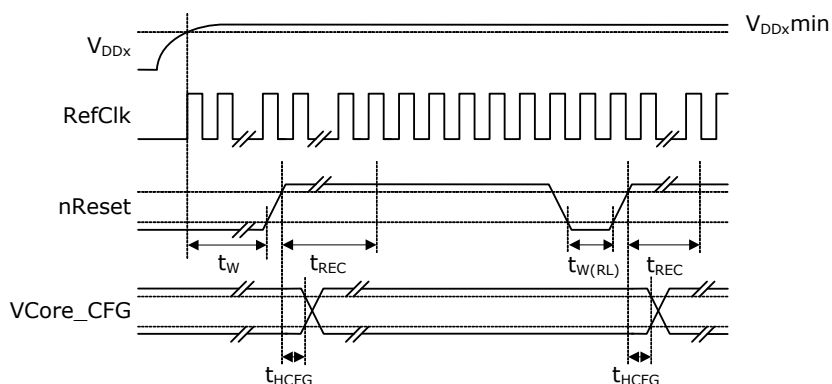 VDDxmin
VDDx
RefClk
nReset
tW
tREC
tW(RL)
tREC
VCore_CFG
tHCFG
tHCFG